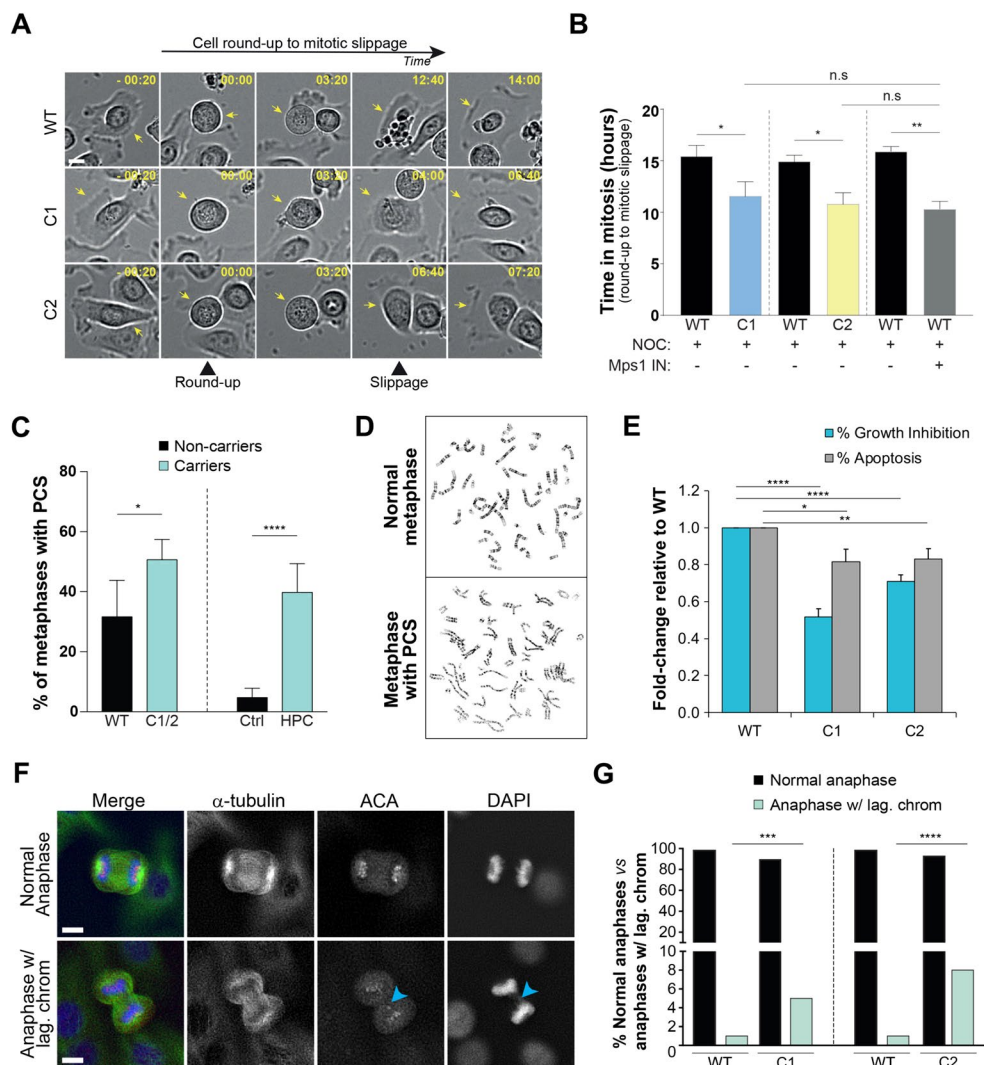 A
Cell round-up to mitotic slippage
Time
WT
- 00:20
00:00
03:20
12:40
14:00
C1
- 00:20
00:00
04:00
C2
- 00:20
00:00
03:20
06:40
07:20
Round-up
Slippage
B
Time in mitosis (hours)
(round-up to mitotic slippage)
20
15
10
5
0
n.s
n.s
*
*
**
WT
C1
WT
C2
WT
WT
NOC:
+
+
+
+
+
+
Mps1 IN:
-
-
-
-
-
+
C
Non-carriers
Carriers
% of metaphases with PCS
80
60
40
20
0
*
****
WT
C1/2
Ctrl
HPC
D
Normal
metaphase
Metaphase
with PCS
E
% Growth Inhibition
% Apoptosis
Fold-change relative to WT
1.2
1.0
0.8
0.6
0.4
0.2
0.0
****
****
*
**
WT
C1
C2
F
Merge
α-tubulin
ACA
DAPI
Normal
Anaphase
Anaphase w/
lag. chrom
G
Normal anaphase
Anaphase w/ lag. chrom
% Normal anaphases vs
anaphases w/ lag. chrom
100
80
60
40
20
10
8
6
4
2
0
***
****
WT
C1
WT
C2